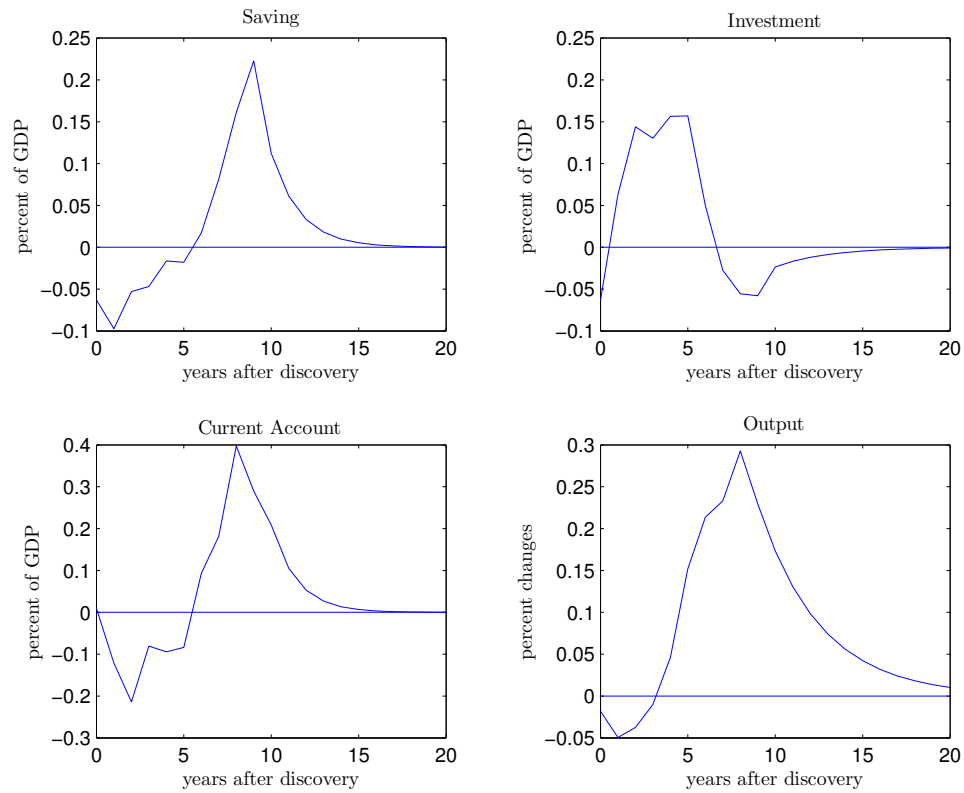 Saving
0.25
0.2
0.15
0.1
0.05
0
−0.05
−0.1
percent of GDP
0 5 10 15 20
years after discovery
Investment
0.25
0.2
0.15
0.1
0.05
0
−0.05
−0.1
percent of GDP
0 5 10 15 20
years after discovery
Current Account
0.4
0.3
0.2
0.1
0
−0.1
−0.2
−0.3
percent of GDP
0 5 10 15 20
years after discovery
Output
0.3
0.25
0.2
0.15
0.1
0.05
0
−0.05
percent changes
0 5 10 15 20
years after discovery